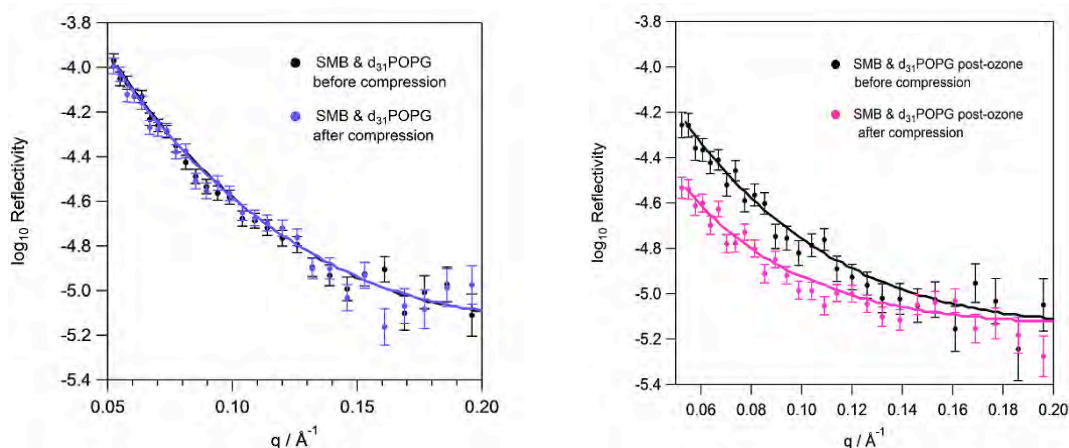 -3.8
-4.0
-4.2
-4.4
-4.6
-4.8
-5.0
-5.2
-5.4
log₁₀ Reflectivity
SMB & d₃₁POPG
before compression
SMB & d₃₁POPG
after compression
0.05
0.10
0.15
0.20
q / Å⁻¹
-3.8
-4.0
-4.2
-4.4
-4.6
-4.8
-5.0
-5.2
-5.4
log₁₀ Reflectivity
SMB & d₃₁POPG post-ozone
before compression
SMB & d₃₁POPG post-ozone
after compression
0.06
0.08
0.10
0.12
0.14
0.16
0.18
0.20
q / Å⁻¹